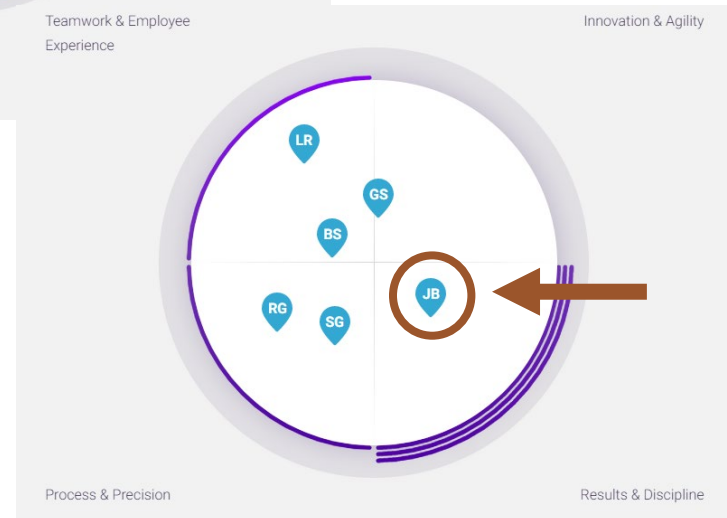 Teamwork & Employee
Experience
Innovation & Agility
LR
GS
BS
JB
RG
SG
Process & Precision
Results & Discipline